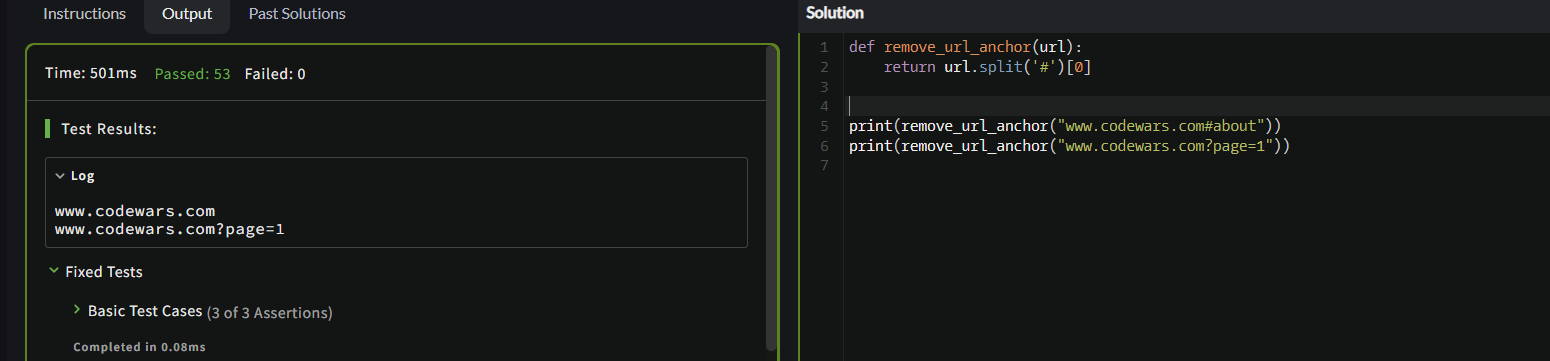 Instructions Output Past Solutions
Time: 501ms Passed: 53 Failed: 0
Test Results:
Log
www.codewars.com
www.codewars.com?page=1
Fixed Tests
Basic Test Cases (3 of 3 Assertions)
Completed in 0.08ms
Solution
1 def remove_url_anchor(url):
2     return url.split('#')[0]
3
4
5 print(remove_url_anchor("www.codewars.com#about"))
6 print(remove_url_anchor("www.codewars.com?page=1"))
7